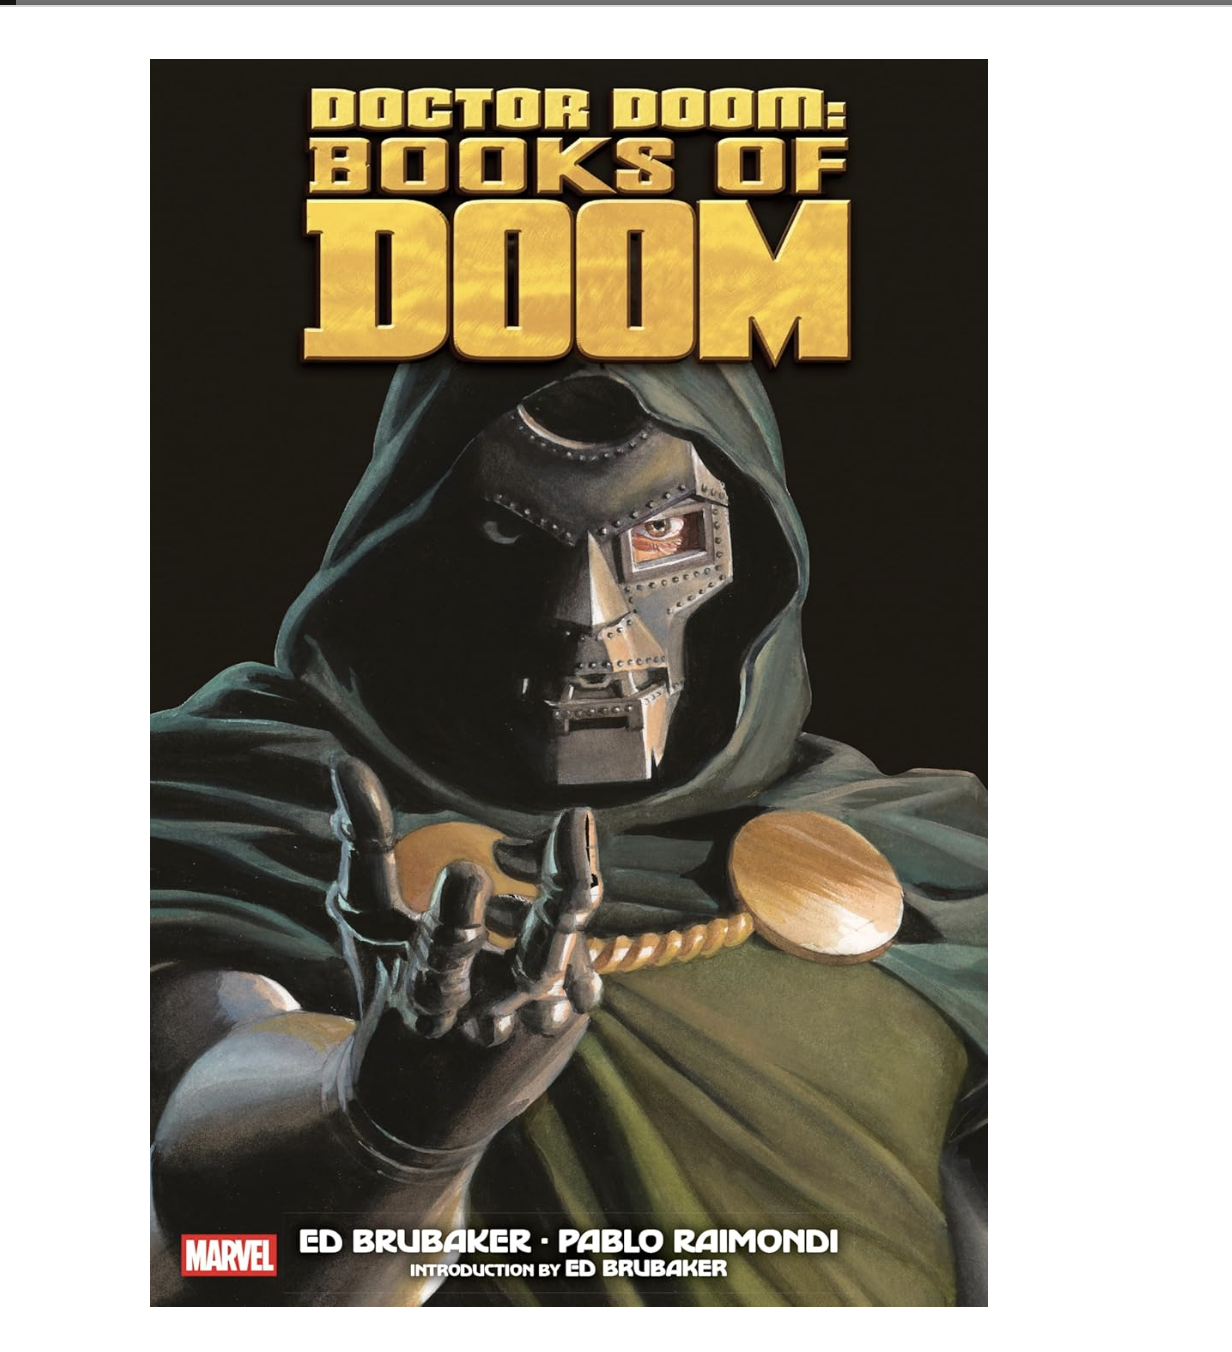 DOCTOR DOOM:
BOOKS OF
DOOM
MARVEL
ED BRUBAKER · PABLO RAIMONDI
INTRODUCTION BY ED BRUBAKER